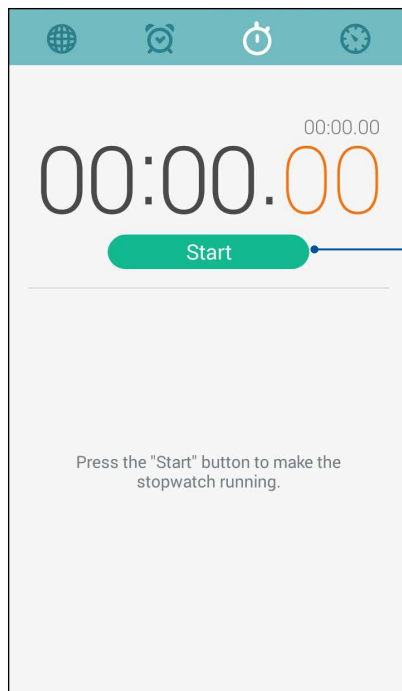 00:00.00
00:00.00
Start
Press the "Start" button to make the
stopwatch running.